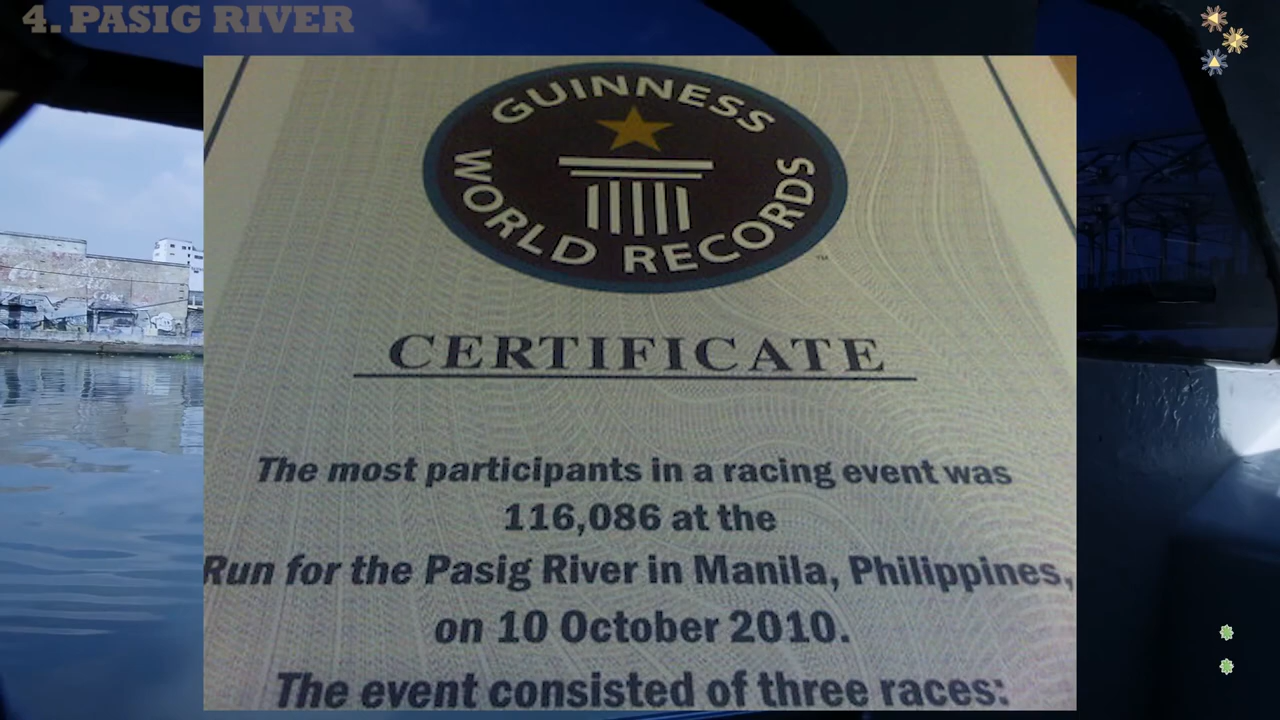 4. PASIG RIVER
GUINNESS
WORLD RECORDS
™
CERTIFICATE
The most participants in a racing event was
116,086 at the
Run for the Pasig River in Manila, Philippines,
on 10 October 2010.
The event consisted of three races: